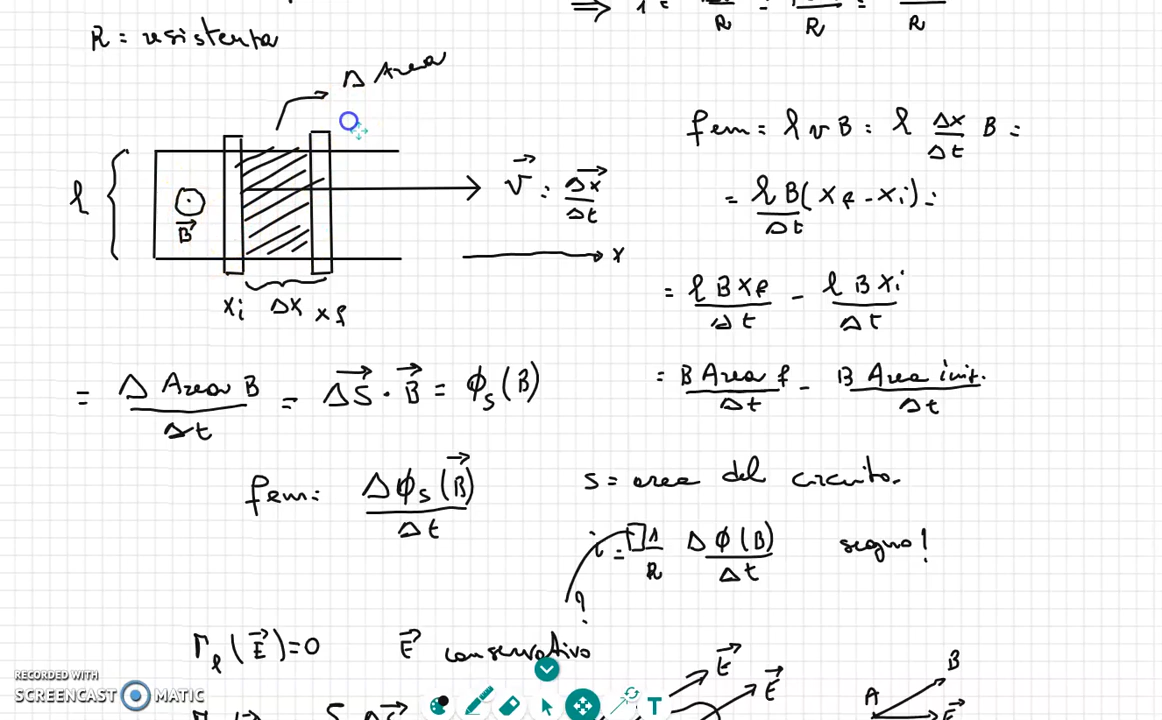 ⇒ i = — = — = —
R R R
R = resistenza
Δ Area
l
B⃗
v⃗ : Δx⃗/Δt
x
xi Δx xf
fem = l v B = l Δx/Δt B =
= l B/Δt (xf - xi) =
= l B xf/Δt - l B xi/Δt
= B Area f/Δt - B Area iniz./Δt
= Δ Area B/Δt = ΔS⃗ · B⃗ = ϕs(B)
fem = Δϕs(B⃗)/Δt S = area del circuito.
i = 1/R Δϕ(B)/Δt segno!
?
Γl(E⃗)=0 E⃗ conservativo
E⃗
E⃗
A B
E⃗
T
RECORDED WITH
SCREENCAST MATIC